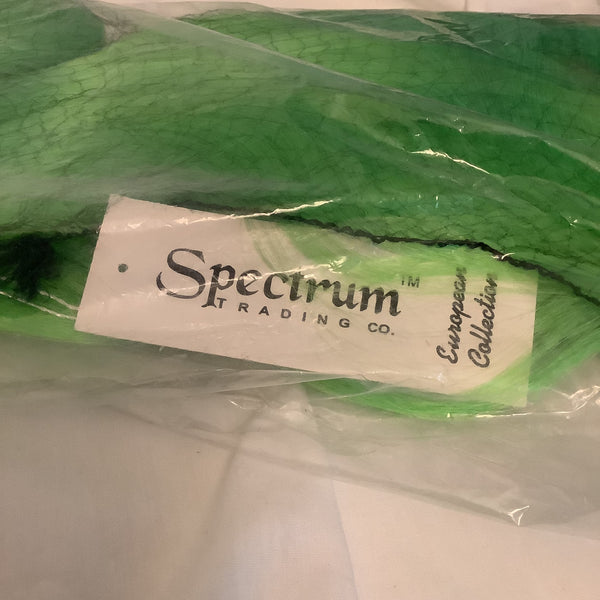 Spectrum™
TRADING CO.
European
Collection